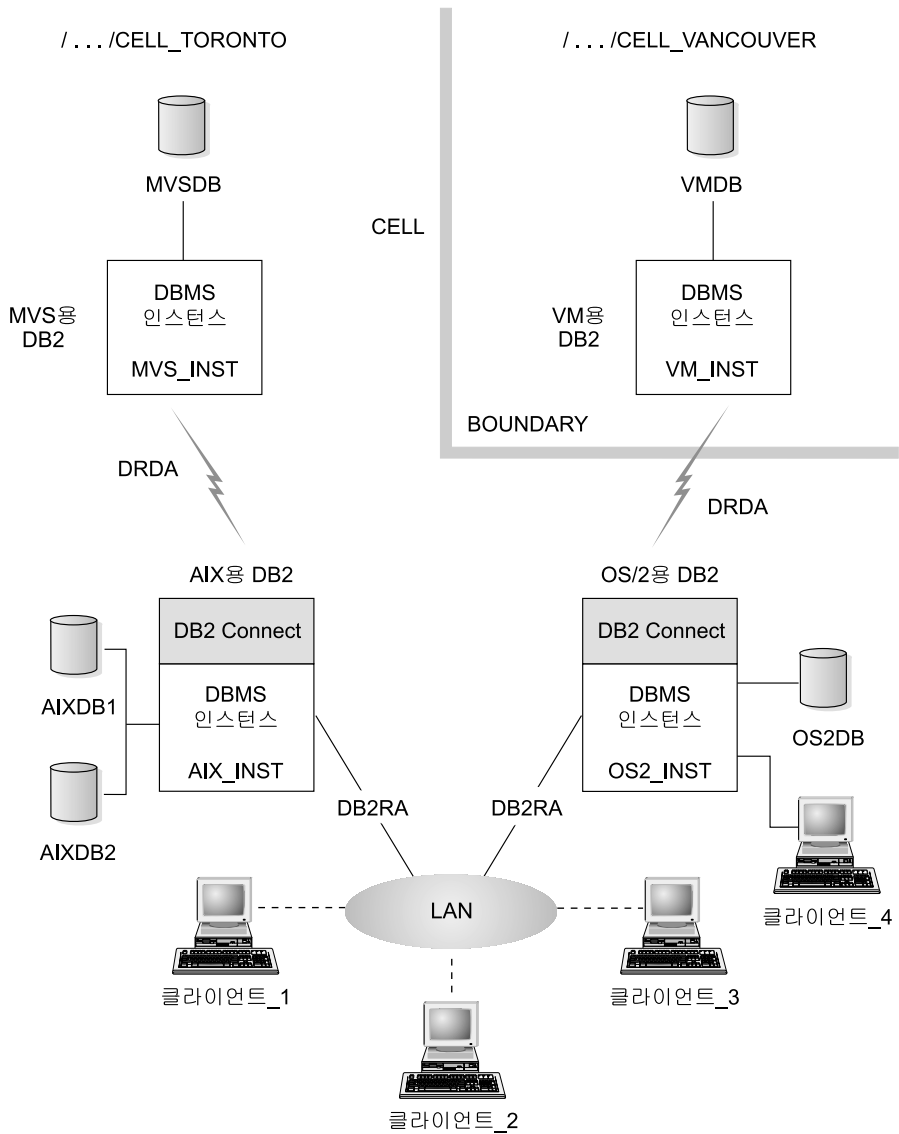 / . . . /CELL_TORONTO
/ . . . /CELL_VANCOUVER
MVSDB
VMDB
CELL
MVS용
DB2
DBMS
인스턴스
MVS_INST
VM용
DB2
DBMS
인스턴스
VM_INST
BOUNDARY
DRDA
DRDA
AIX용 DB2
OS/2용 DB2
DB2 Connect
DB2 Connect
AIXDB1
DBMS
인스턴스
AIX_INST
DBMS
인스턴스
OS2_INST
OS2DB
AIXDB2
DB2RA
DB2RA
LAN
클라이언트_4
클라이언트_1
클라이언트_3
클라이언트_2